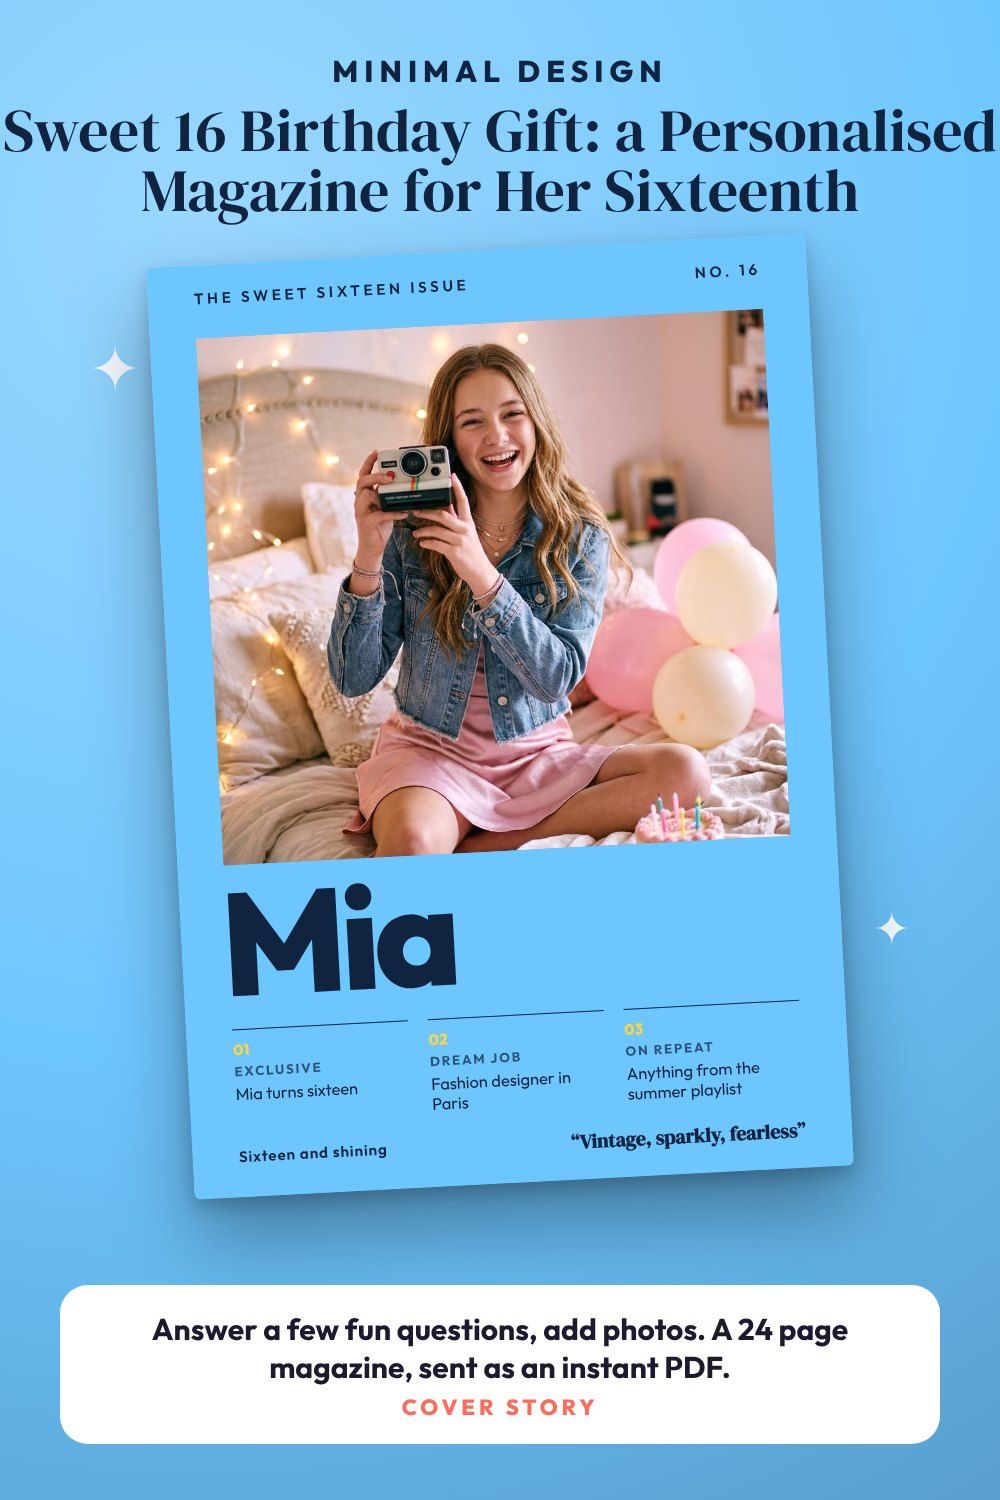 MINIMAL DESIGN
Sweet 16 Birthday Gift: a Personalised
Magazine for Her Sixteenth
THE SWEET SIXTEEN ISSUE
NO. 16
Mia
01
EXCLUSIVE
Mia turns sixteen
02
DREAM JOB
Fashion designer in
Paris
03
ON REPEAT
Anything from the
summer playlist
Sixteen and shining
“Vintage, sparkly, fearless”
Answer a few fun questions, add photos. A 24 page
magazine, sent as an instant PDF.
COVER STORY